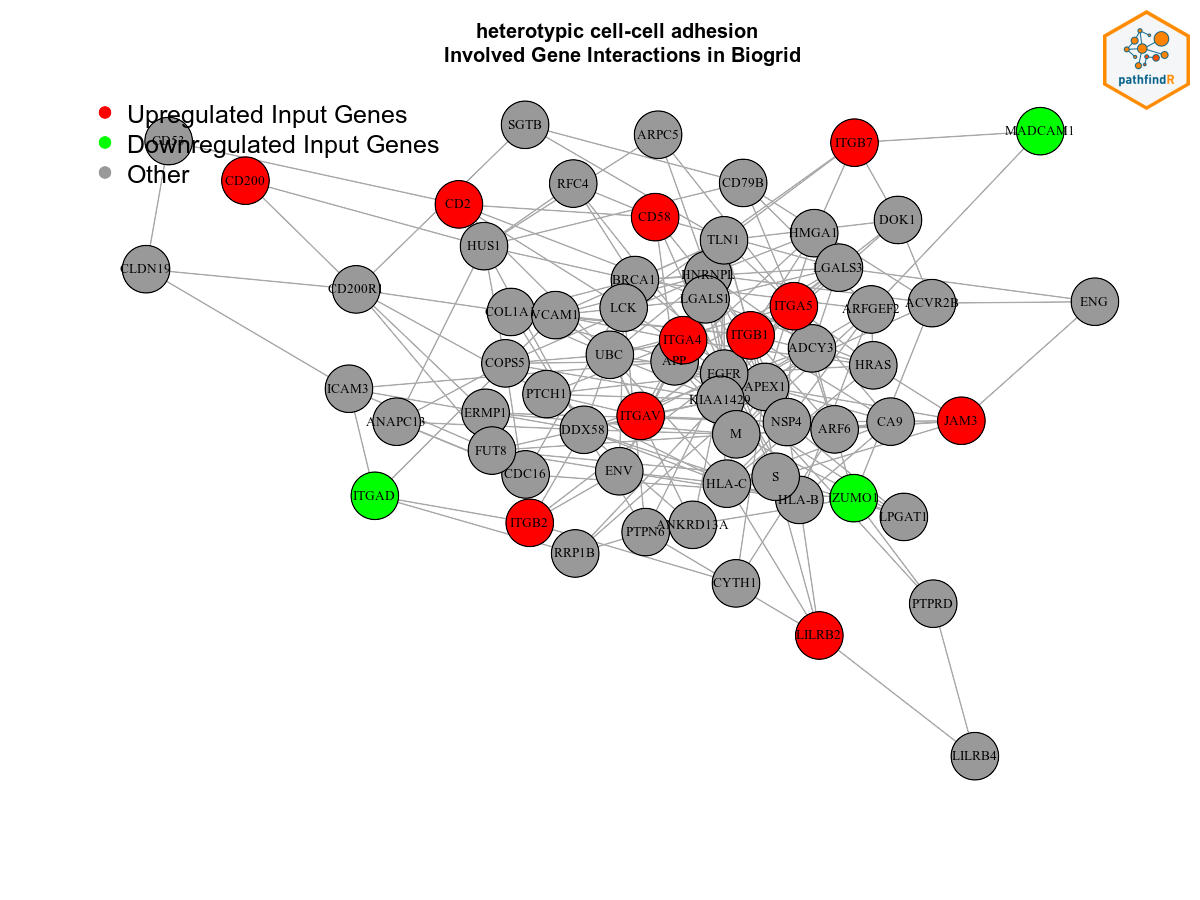 heterotypic cell-cell adhesion
Involved Gene Interactions in Biogrid
pathfindR
Upregulated Input Genes
Downregulated Input Genes
Other
SGTB
ARPC5
ITGB7
MADCAM1
CD200
RFC4
CD79B
CD2
CD58
DOK1
HUS1
TLN1
HMGA1
CLDN19
CD200R1
BRCA1
HNRNPL
LGALS3
COL1A
VCAM1
LCK
LGALS1
ITGA5
ARFGEF2
ACVR2B
ENG
ITGA4
ITGB1
ADCY3
COPS5
UBC
APP
EGFR
HRAS
ICAM3
PTCH1
KIAA1429
APEX1
ANAPC13
ERMP1
ITGAV
DDX58
M
NSP4
ARF6
CA9
JAM3
FUT8
CDC16
ENV
HLA-C
S
HLA-B
IZUMO1
ITGAD
ITGB2
PTPN6
ANKRD13A
LPGAT1
RRP1B
CYTH1
PTPRD
LILRB2
LILRB4